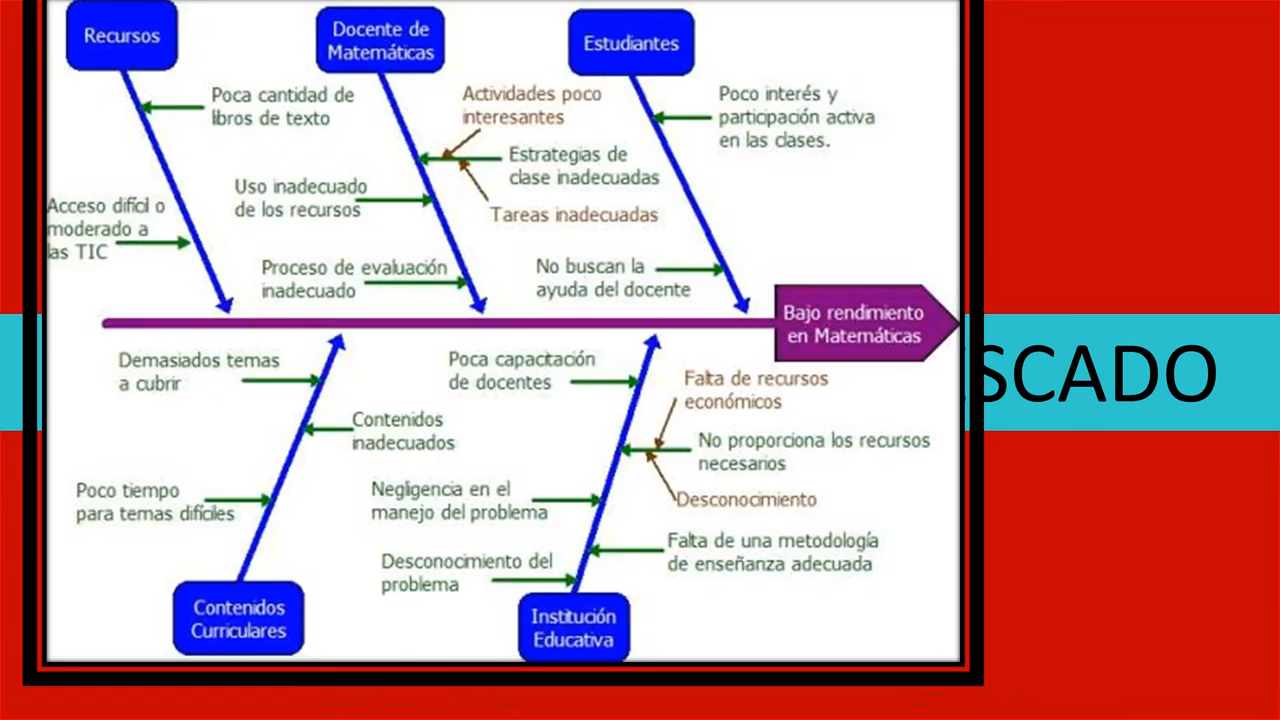 Recursos
Docente de
Matemáticas
Estudiantes
Poca cantidad de
libros de texto
Actividades poco
interesantes
Poco interés y
participación activa
en las clases.
Estrategias de
clase inadecuadas
Uso inadecuado
de los recursos
Acceso difícil o
moderado a
las TIC
Tareas inadecuadas
Proceso de evaluación
inadecuado
No buscan la
ayuda del docente
Bajo rendimiento
en Matemáticas
Demasiados temas
a cubrir
Poca capacitación
de docentes
Falta de recursos
económicos
Contenidos
inadecuados
No proporciona los recursos
necesarios
Poco tiempo
para temas difíciles
Negligencia en el
manejo del problema
Desconocimiento
Falta de una metodología
de enseñanza adecuada
Desconocimiento del
problema
Contenidos
Curriculares
Institución
Educativa
SCADO